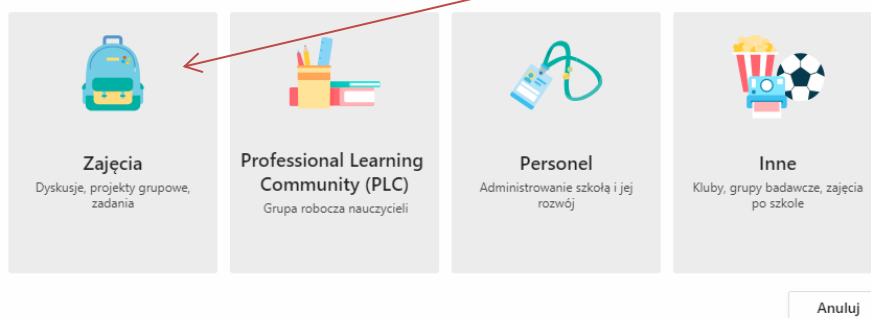 Zajęcia
Dyskusje, projekty grupowe,
zadania
Professional Learning
Community (PLC)
Grupa robocza nauczycieli
Personel
Administrowanie szkołą i jej
rozwój
Inne
Kluby, grupy badawcze, zajęcia
po szkole
Anuluj